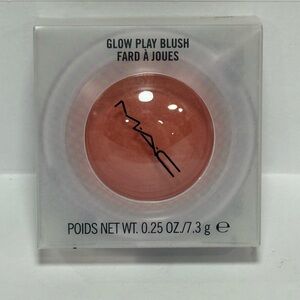 GLOW PLAY BLUSH
FARD À JOUES
MAC
POIDS NET WT. 0.25 OZ./7,3 g ℮